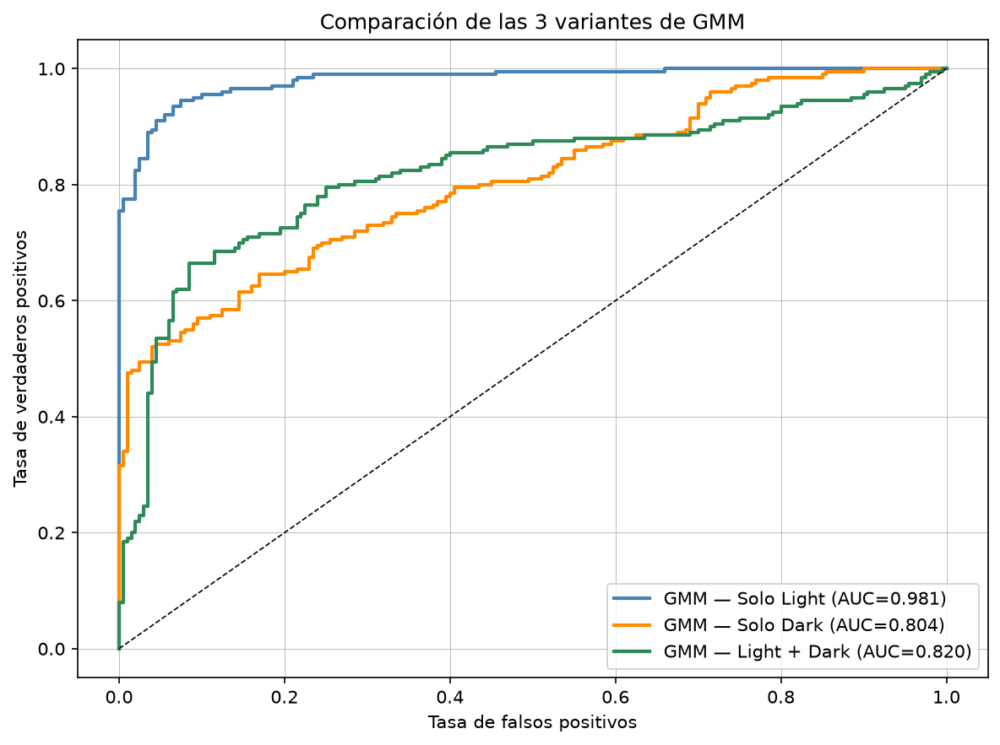 Comparación de las 3 variantes de GMM
Tasa de verdaderos positivos
1.0
0.8
0.6
0.4
0.2
0.0
0.0 0.2 0.4 0.6 0.8 1.0
Tasa de falsos positivos
GMM — Solo Light (AUC=0.981)
GMM — Solo Dark (AUC=0.804)
GMM — Light + Dark (AUC=0.820)